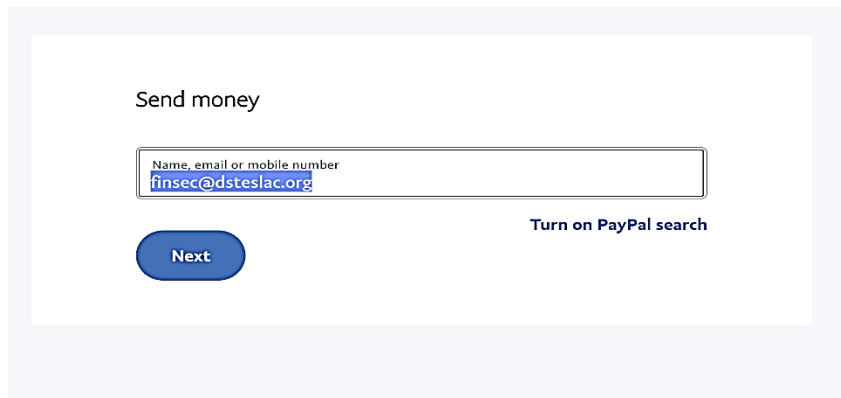 Send money
Name, email or mobile number
finsec@dsteslac.org
Turn on PayPal search
Next